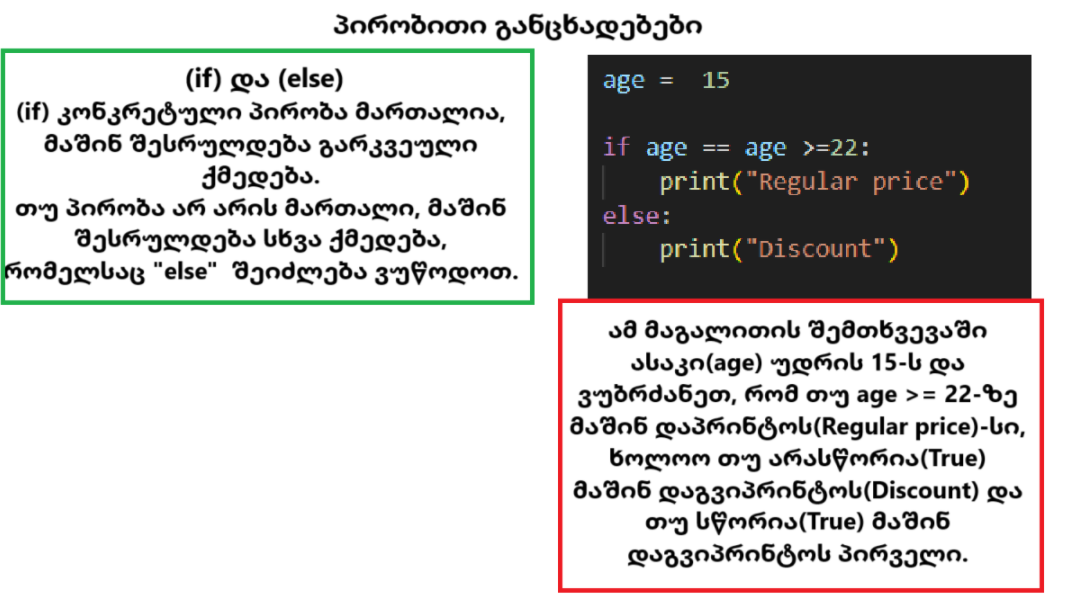 პირობითი განცხადებები
(if) და (else)
(if) კონკრეტული პირობა მართალია,
მაშინ შესრულდება გარკვეული
ქმედება.
თუ პირობა არ არის მართალი, მაშინ
შესრულდება სხვა ქმედება,
რომელსაც "else" შეიძლება ვუწოდოთ.
age =  15
if age == age >=22:
    print("Regular price")
else:
    print("Discount")
ამ მაგალითის შემთხვევაში
ასაკი(age) უდრის 15-ს და
ვუბრძანეთ, რომ თუ age >= 22-ზე
მაშინ დაპრინტოს(Regular price)-სი,
ხოლოო თუ არასწორია(True)
მაშინ დაგვიპრინტოს(Discount) და
თუ სწორია(True) მაშინ
დაგვიპრინტოს პირველი.